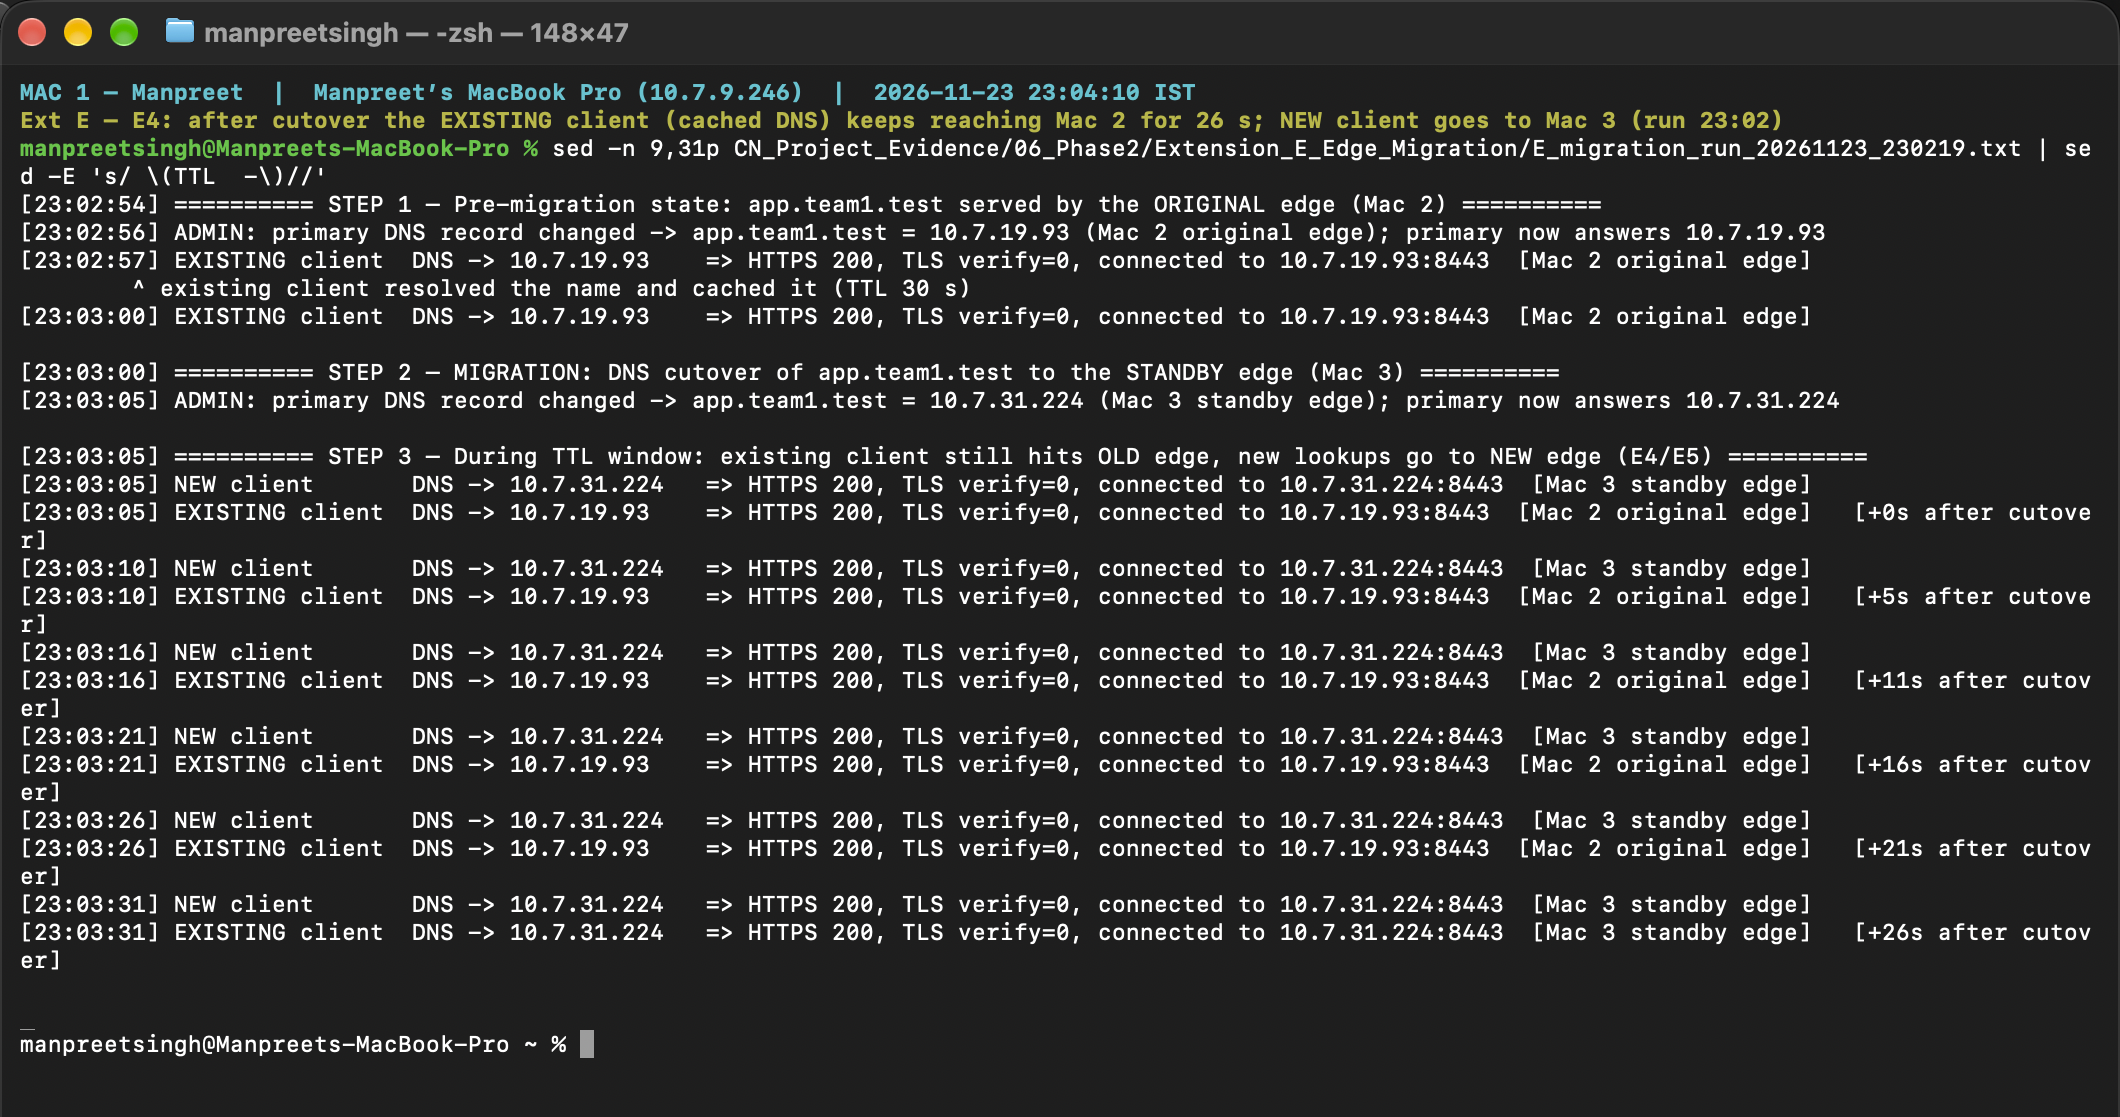 manpreetsingh — -zsh — 148×47
MAC 1 — Manpreet  |  Manpreet’s MacBook Pro (10.7.9.246)  |  2026-11-23 23:04:10 IST
Ext E — E4: after cutover the EXISTING client (cached DNS) keeps reaching Mac 2 for 26 s; NEW client goes to Mac 3 (run 23:02)
manpreetsingh@Manpreets-MacBook-Pro % sed -n 9,31p CN_Project_Evidence/06_Phase2/Extension_E_Edge_Migration/E_migration_run_20261123_230219.txt | se
d -E 's/ \(TTL  -\)//'
[23:02:54] ========== STEP 1 — Pre-migration state: app.team1.test served by the ORIGINAL edge (Mac 2) ==========
[23:02:56] ADMIN: primary DNS record changed -> app.team1.test = 10.7.19.93 (Mac 2 original edge); primary now answers 10.7.19.93
[23:02:57] EXISTING client  DNS -> 10.7.19.93    => HTTPS 200, TLS verify=0, connected to 10.7.19.93:8443  [Mac 2 original edge]
        ^ existing client resolved the name and cached it (TTL 30 s)
[23:03:00] EXISTING client  DNS -> 10.7.19.93    => HTTPS 200, TLS verify=0, connected to 10.7.19.93:8443  [Mac 2 original edge]
[23:03:00] ========== STEP 2 — MIGRATION: DNS cutover of app.team1.test to the STANDBY edge (Mac 3) ==========
[23:03:05] ADMIN: primary DNS record changed -> app.team1.test = 10.7.31.224 (Mac 3 standby edge); primary now answers 10.7.31.224
[23:03:05] ========== STEP 3 — During TTL window: existing client still hits OLD edge, new lookups go to NEW edge (E4/E5) ==========
[23:03:05] NEW client       DNS -> 10.7.31.224   => HTTPS 200, TLS verify=0, connected to 10.7.31.224:8443  [Mac 3 standby edge]
[23:03:05] EXISTING client  DNS -> 10.7.19.93    => HTTPS 200, TLS verify=0, connected to 10.7.19.93:8443  [Mac 2 original edge]   [+0s after cutove
r]
[23:03:10] NEW client       DNS -> 10.7.31.224   => HTTPS 200, TLS verify=0, connected to 10.7.31.224:8443  [Mac 3 standby edge]
[23:03:10] EXISTING client  DNS -> 10.7.19.93    => HTTPS 200, TLS verify=0, connected to 10.7.19.93:8443  [Mac 2 original edge]   [+5s after cutove
r]
[23:03:16] NEW client       DNS -> 10.7.31.224   => HTTPS 200, TLS verify=0, connected to 10.7.31.224:8443  [Mac 3 standby edge]
[23:03:16] EXISTING client  DNS -> 10.7.19.93    => HTTPS 200, TLS verify=0, connected to 10.7.19.93:8443  [Mac 2 original edge]   [+11s after cutov
er]
[23:03:21] NEW client       DNS -> 10.7.31.224   => HTTPS 200, TLS verify=0, connected to 10.7.31.224:8443  [Mac 3 standby edge]
[23:03:21] EXISTING client  DNS -> 10.7.19.93    => HTTPS 200, TLS verify=0, connected to 10.7.19.93:8443  [Mac 2 original edge]   [+16s after cutov
er]
[23:03:26] NEW client       DNS -> 10.7.31.224   => HTTPS 200, TLS verify=0, connected to 10.7.31.224:8443  [Mac 3 standby edge]
[23:03:26] EXISTING client  DNS -> 10.7.19.93    => HTTPS 200, TLS verify=0, connected to 10.7.19.93:8443  [Mac 2 original edge]   [+21s after cutov
er]
[23:03:31] NEW client       DNS -> 10.7.31.224   => HTTPS 200, TLS verify=0, connected to 10.7.31.224:8443  [Mac 3 standby edge]
[23:03:31] EXISTING client  DNS -> 10.7.31.224   => HTTPS 200, TLS verify=0, connected to 10.7.31.224:8443  [Mac 3 standby edge]   [+26s after cutov
er]
_
manpreetsingh@Manpreets-MacBook-Pro ~ %